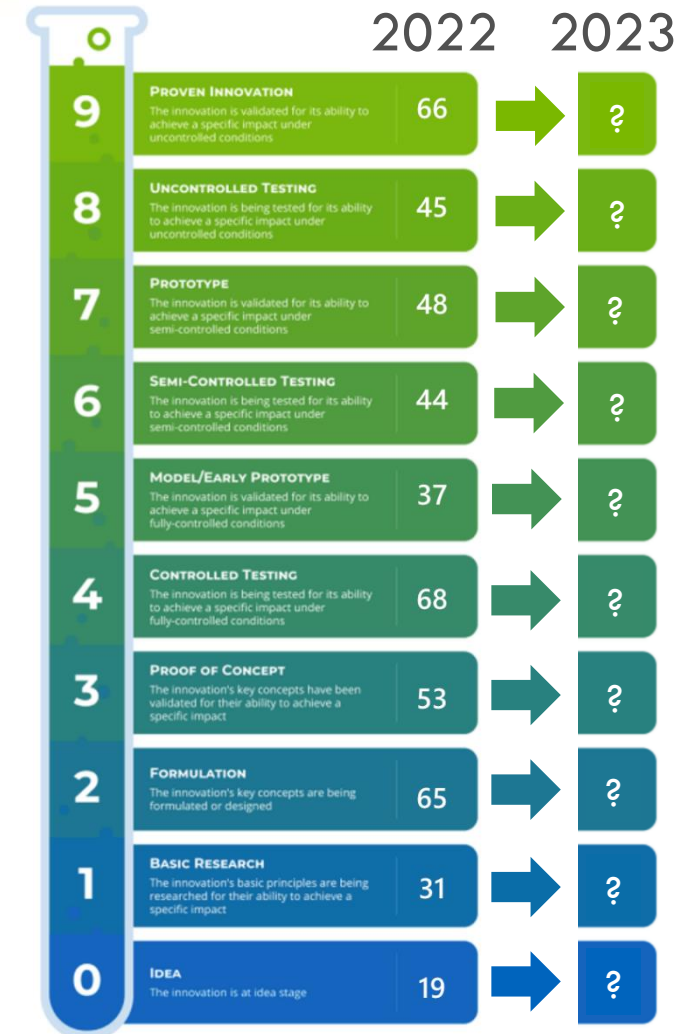 2022 2023
9
PROVEN INNOVATION
The innovation is validated for its ability to
achieve a specific impact under
uncontrolled conditions
66
?
8
UNCONTROLLED TESTING
The innovation is being tested for its ability
to achieve a specific impact under
uncontrolled conditions
45
?
7
PROTOTYPE
The innovation is validated for its ability to
achieve a specific impact under
semi-controlled conditions
48
?
6
SEMI-CONTROLLED TESTING
The innovation is being tested for its ability
to achieve a specific impact under
semi-controlled conditions
44
?
5
MODEL/EARLY PROTOTYPE
The innovation is validated for its ability to
achieve a specific impact under
fully-controlled conditions
37
?
4
CONTROLLED TESTING
The innovation is being tested for its ability
to achieve a specific impact under
fully-controlled conditions
68
?
3
PROOF OF CONCEPT
The innovation's key concepts have been
validated for their ability to achieve a
specific impact
53
?
2
FORMULATION
The innovation's key concepts are being
formulated or designed
65
?
1
BASIC RESEARCH
The innovation's basic principles are being
researched for their ability to achieve a
specific impact
31
?
0
IDEA
The innovation is at idea stage
19
?